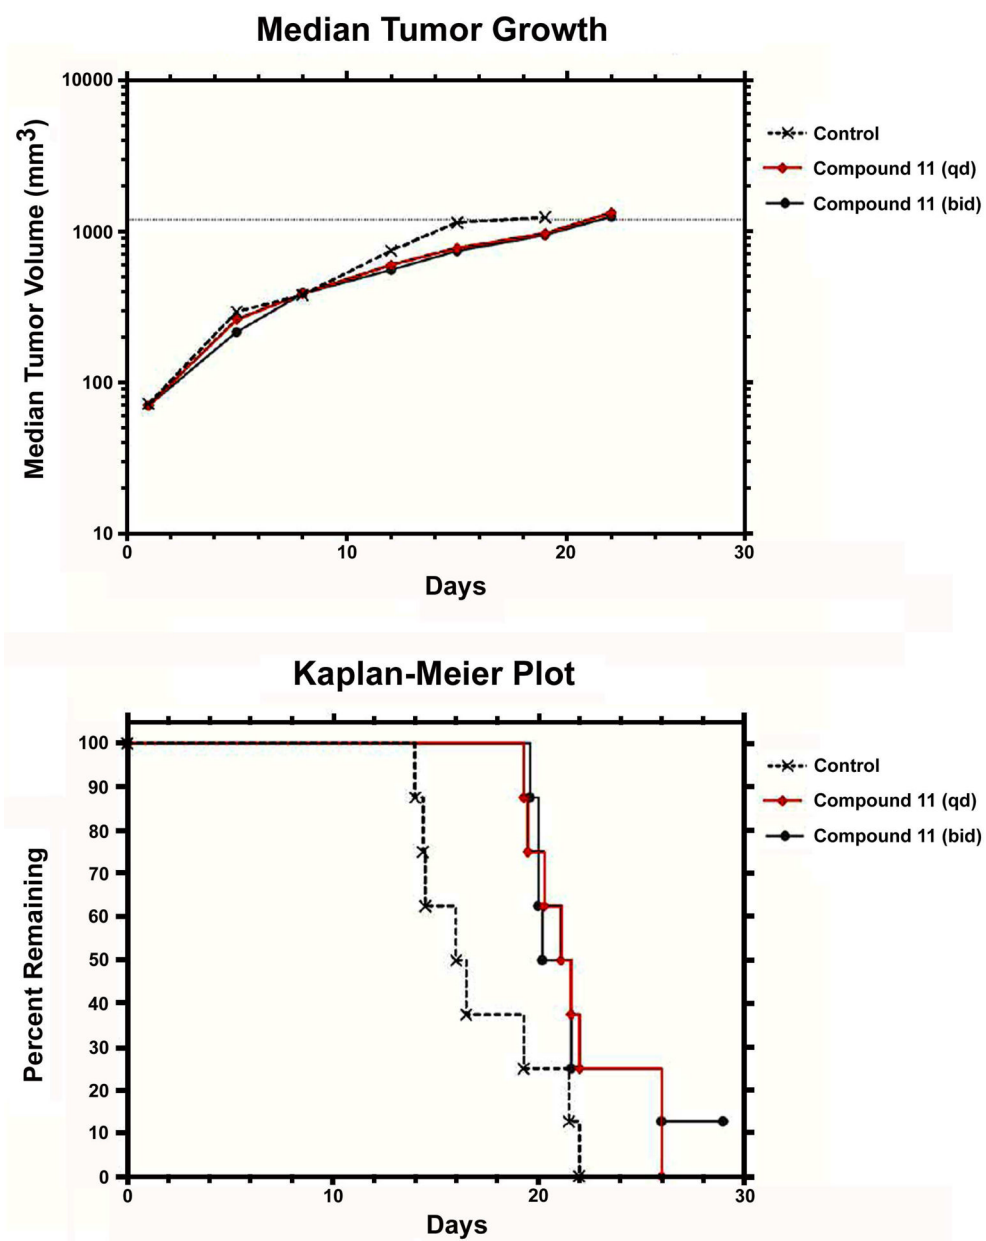 Median Tumor Growth
10000
1000
100
10
Median Tumor Volume (mm3)
0 10 20 30
Days
Control
Compound 11 (qd)
Compound 11 (bid)
Kaplan-Meier Plot
100
90
80
70
60
50
40
30
20
10
0
Percent Remaining
0 10 20 30
Days
Control
Compound 11 (qd)
Compound 11 (bid)